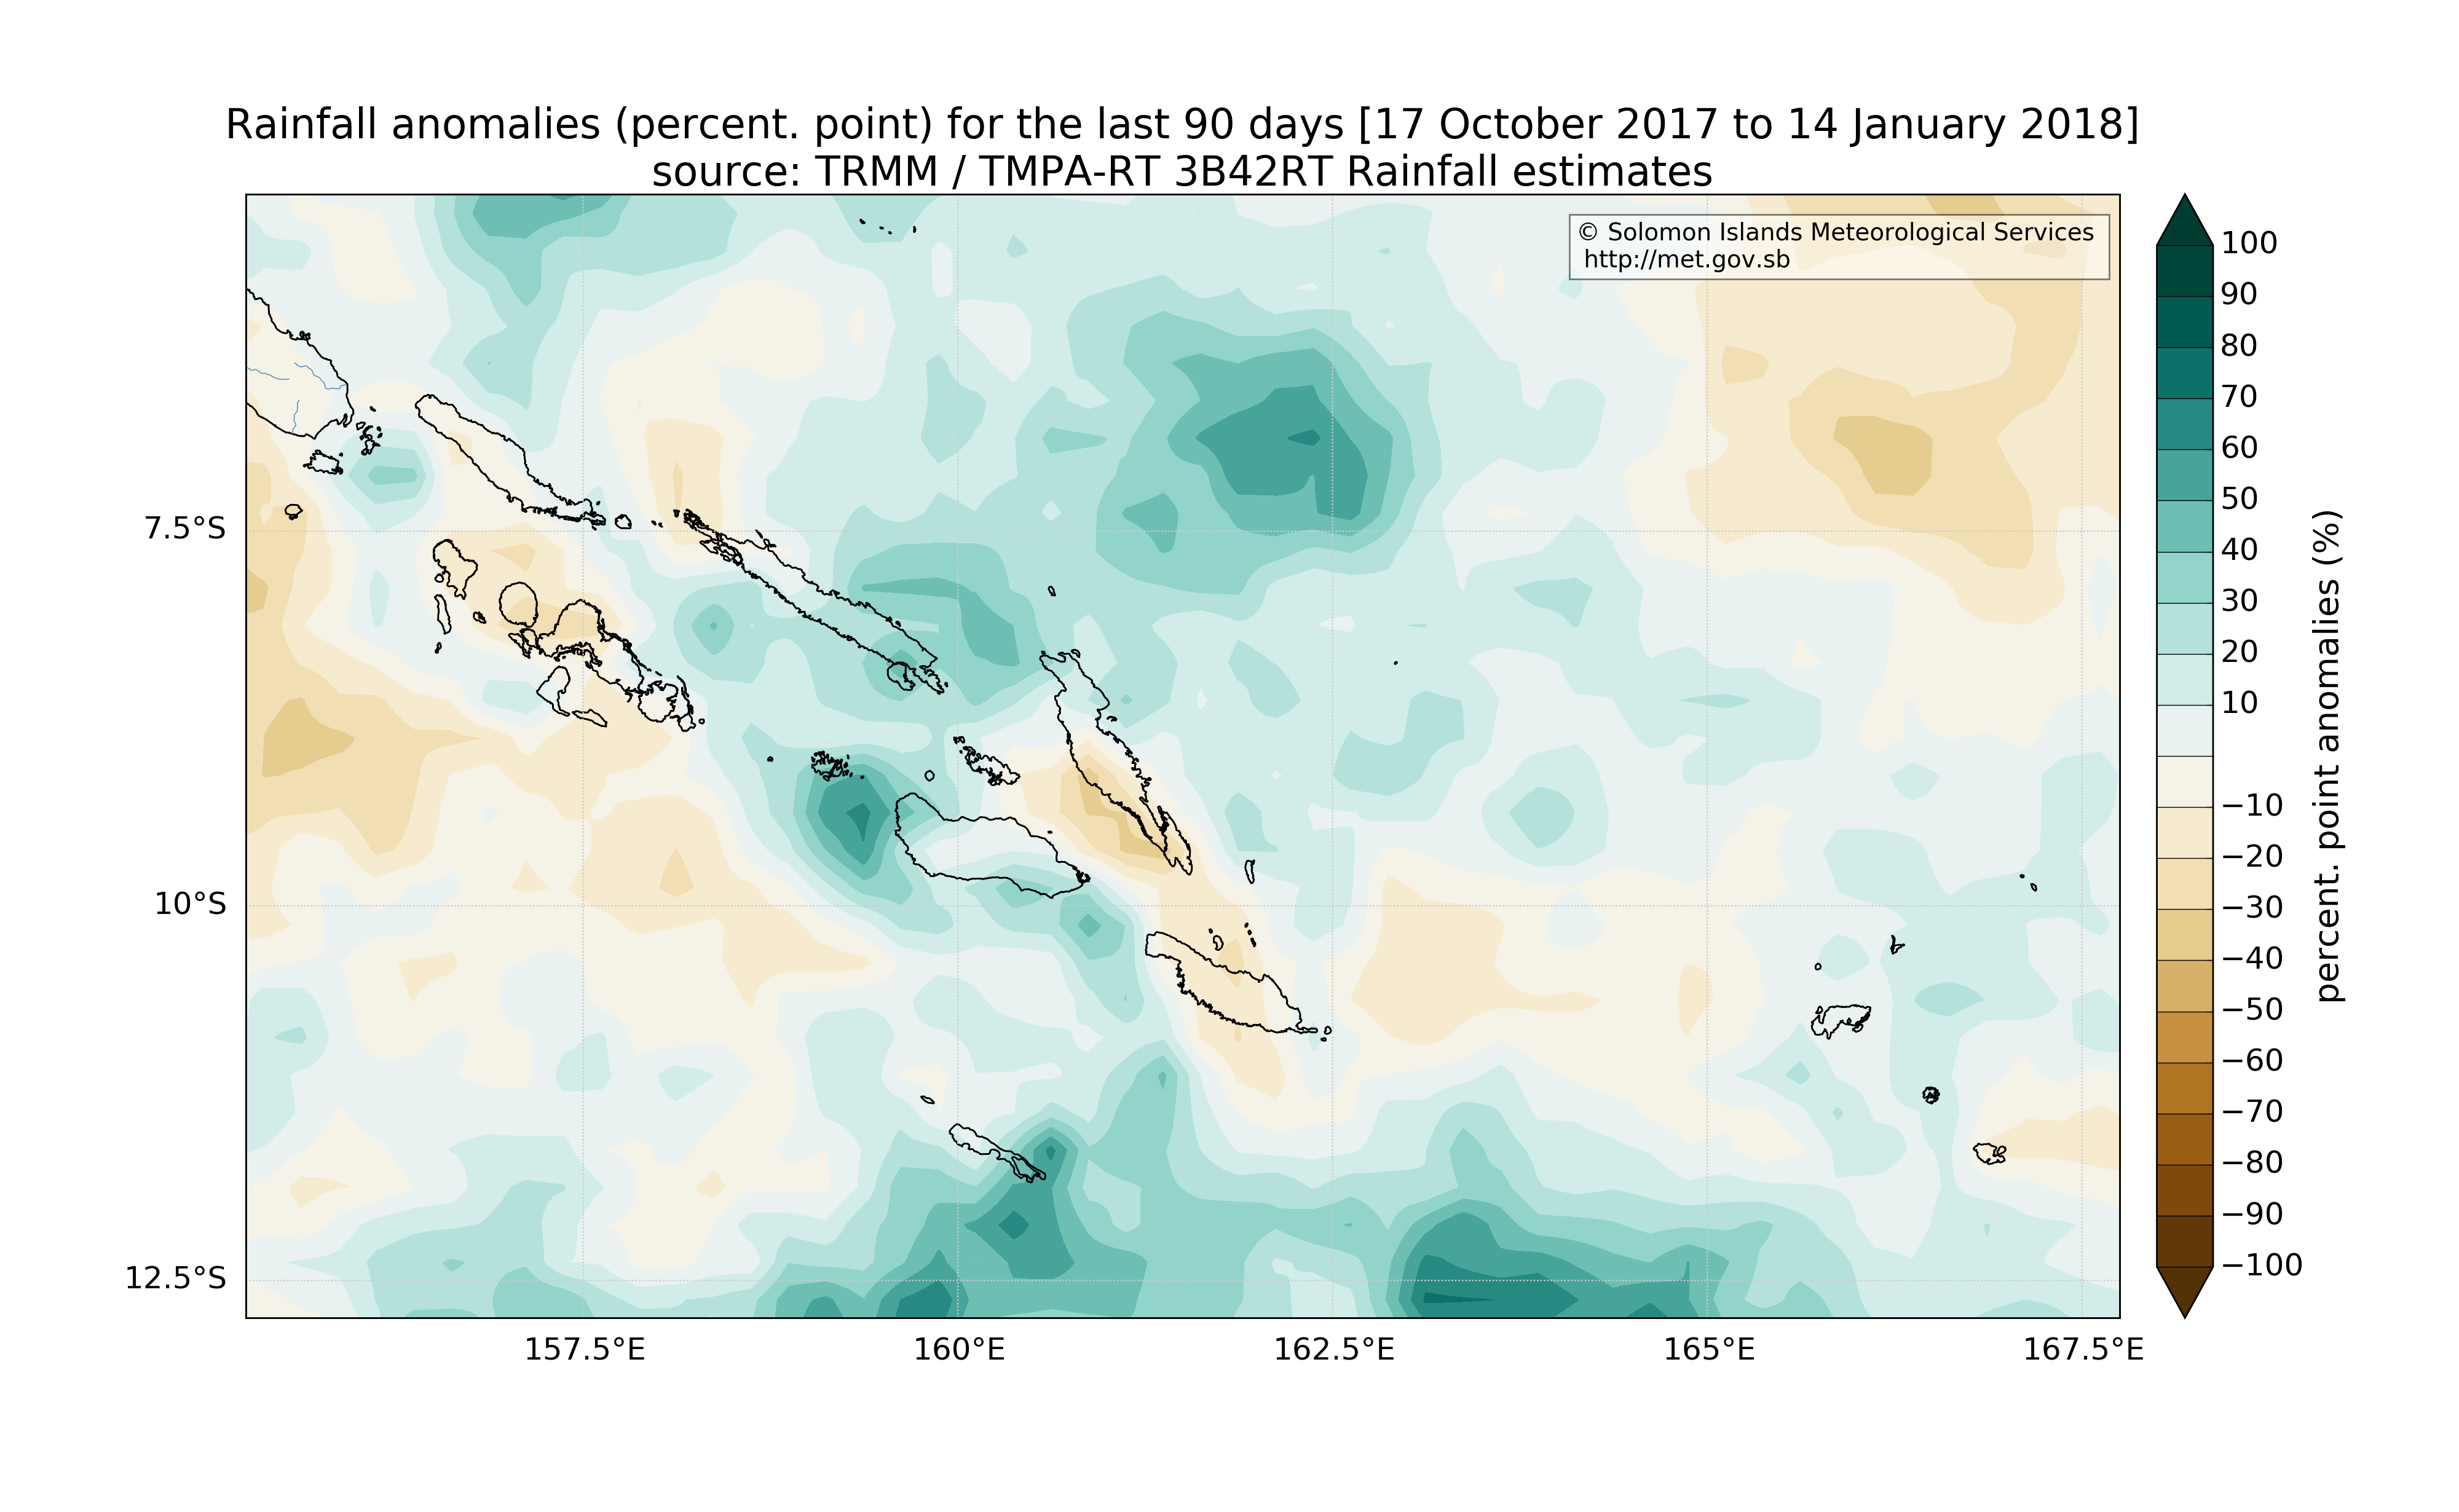 Rainfall anomalies (percent. point) for the last 90 days [17 October 2017 to 14 January 2018]
source: TRMM / TMPA-RT 3B42RT Rainfall estimates
© Solomon Islands Meteorological Services
http://met.gov.sb
7.5°S
10°S
12.5°S
157.5°E
160°E
162.5°E
165°E
167.5°E
100
90
80
70
60
50
40
30
20
10
−10
−20
−30
−40
−50
−60
−70
−80
−90
−100
percent. point anomalies (%)